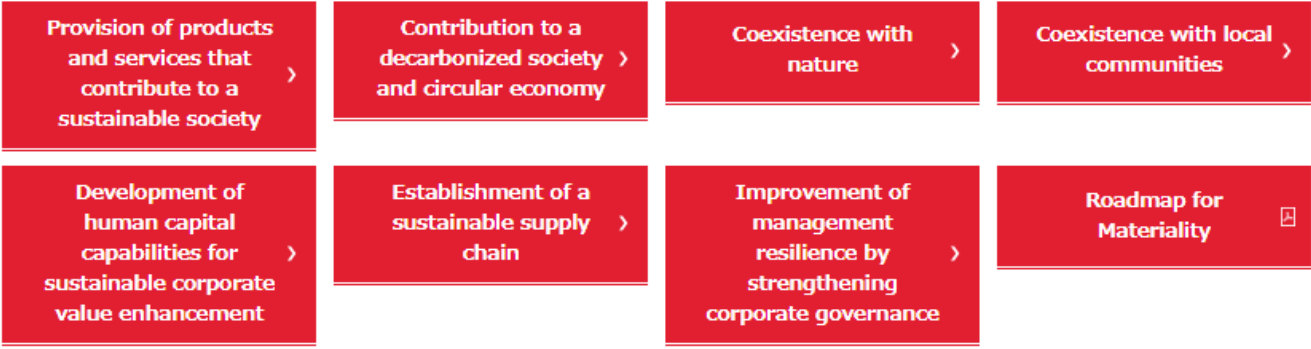 Provision of products
and services that
contribute to a
sustainable society
Contribution to a
decarbonized society
and circular economy
Coexistence with
nature
Coexistence with local
communities
Development of
human capital
capabilities for
sustainable corporate
value enhancement
Establishment of a
sustainable supply
chain
Improvement of
management
resilience by
strengthening
corporate governance
Roadmap for
Materiality